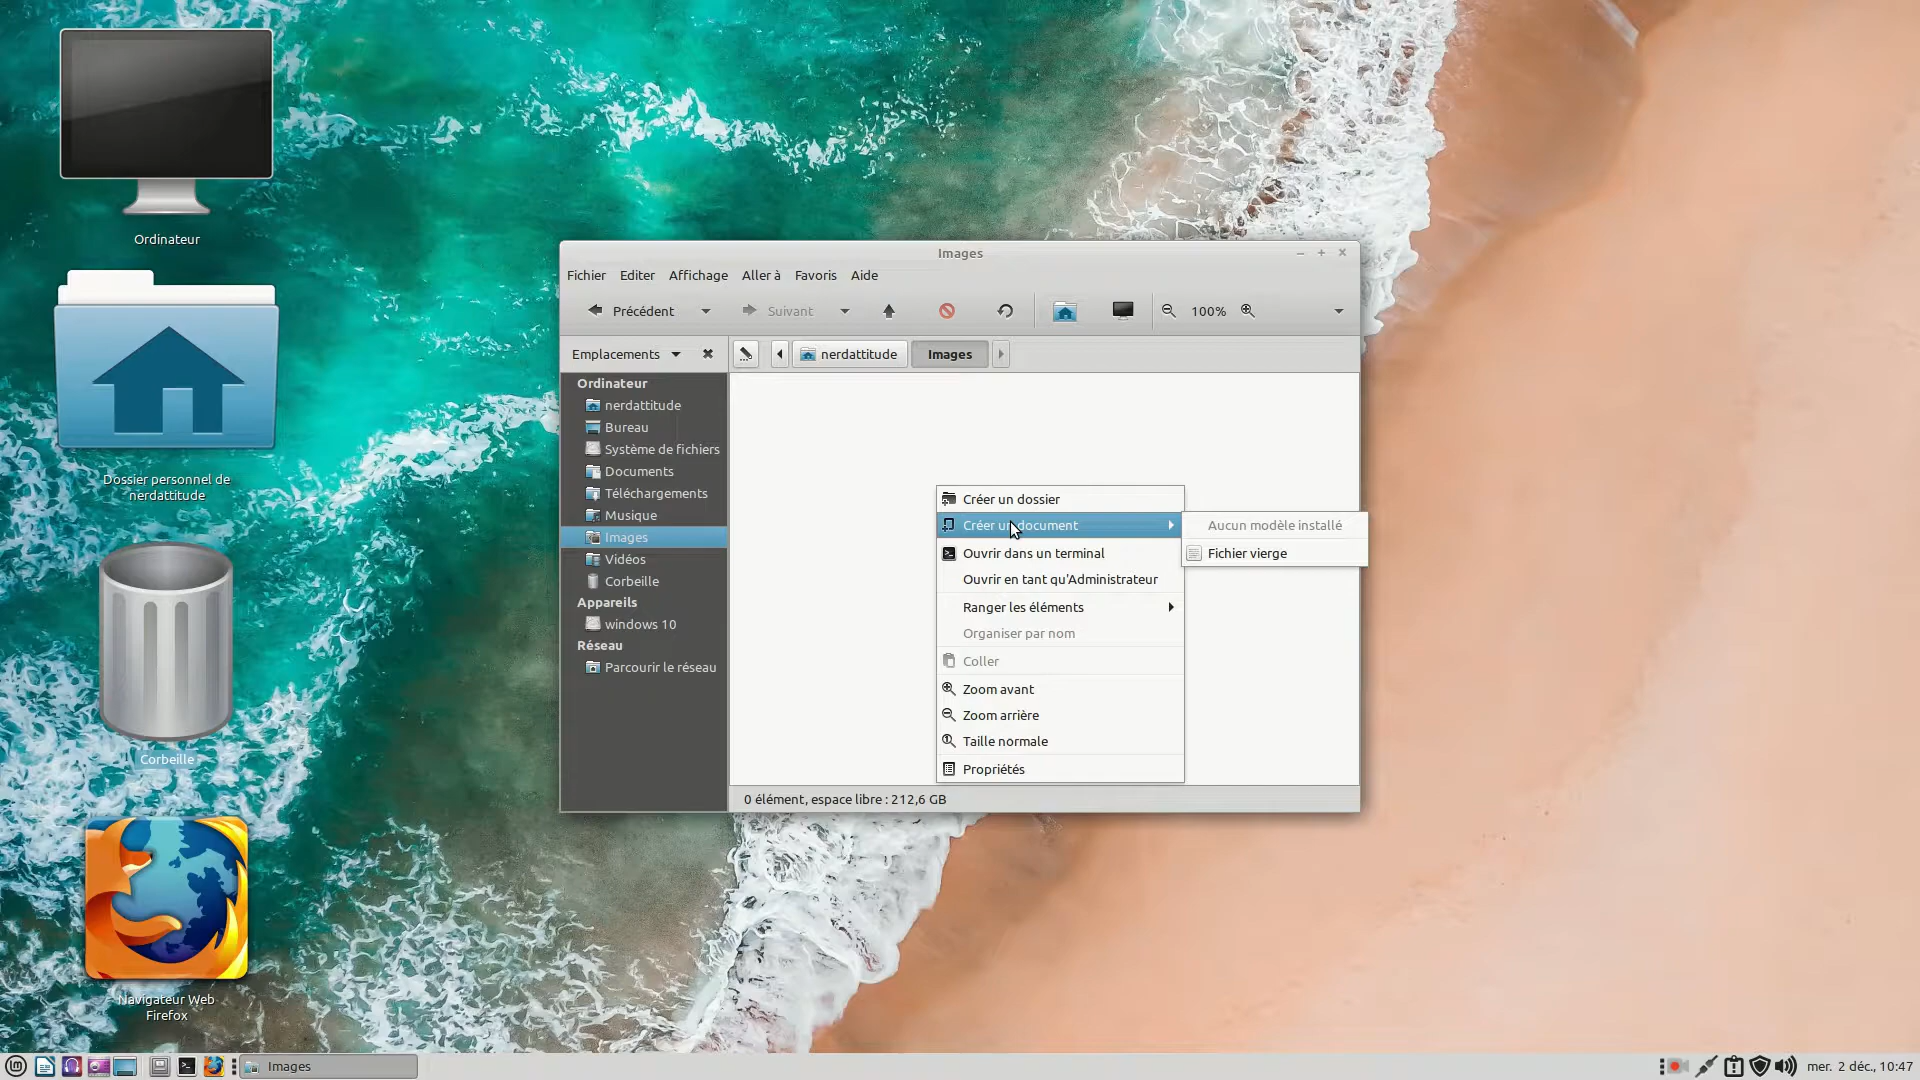 Ordinateur
Dossier personnel de
nerdattitude
Corbeille
Navigateur Web
Firefox
Images
Fichier Editer Affichage Aller à Favoris Aide
Précédent Suivant 100%
Emplacements nerdattitude Images
Ordinateur
nerdattitude
Bureau
Système de fichiers
Documents
Téléchargements
Musique
Images
Vidéos
Corbeille
Appareils
windows 10
Réseau
Parcourir le réseau
Créer un dossier
Créer un document
Ouvrir dans un terminal
Ouvrir en tant qu'Administrateur
Ranger les éléments
Organiser par nom
Coller
Zoom avant
Zoom arrière
Taille normale
Propriétés
Aucun modèle installé
Fichier vierge
0 élément, espace libre : 212,6 GB
Images
mer. 2 déc., 10:47